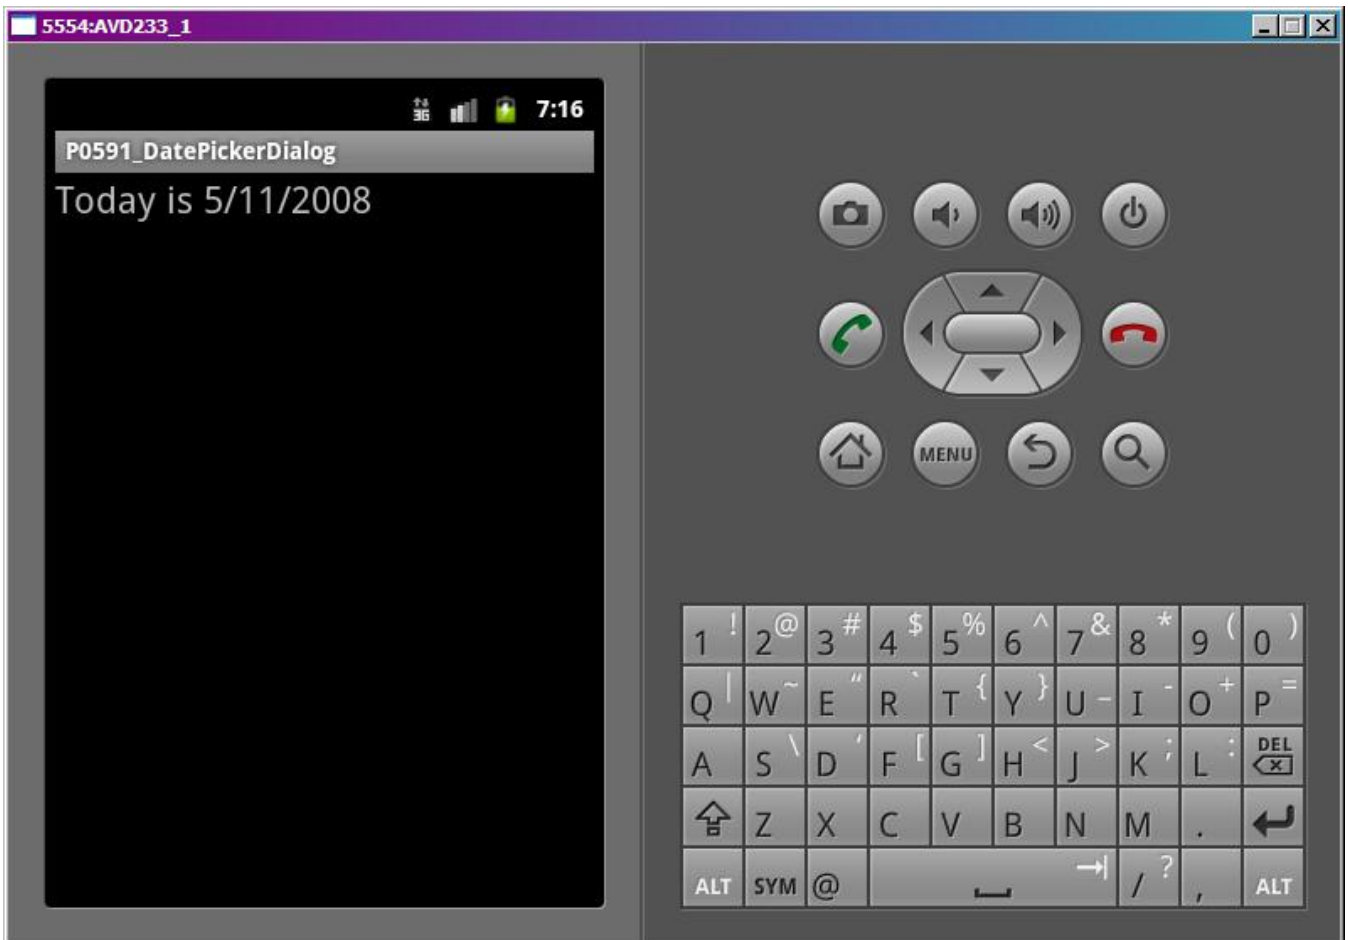 5554:AVD233_1
3G 7:16
P0591_DatePickerDialog
Today is 5/11/2008
MENU
1 ! 2 @ 3 # 4 $ 5 % 6 ^ 7 & 8 * 9 ( 0 )
Q | W ~ E " R ` T { Y } U _ I - O + P =
A S \ D ' F [ G ] H < J > K ; L : DEL
Z X C V B N M .
ALT SYM @ / ? , ALT